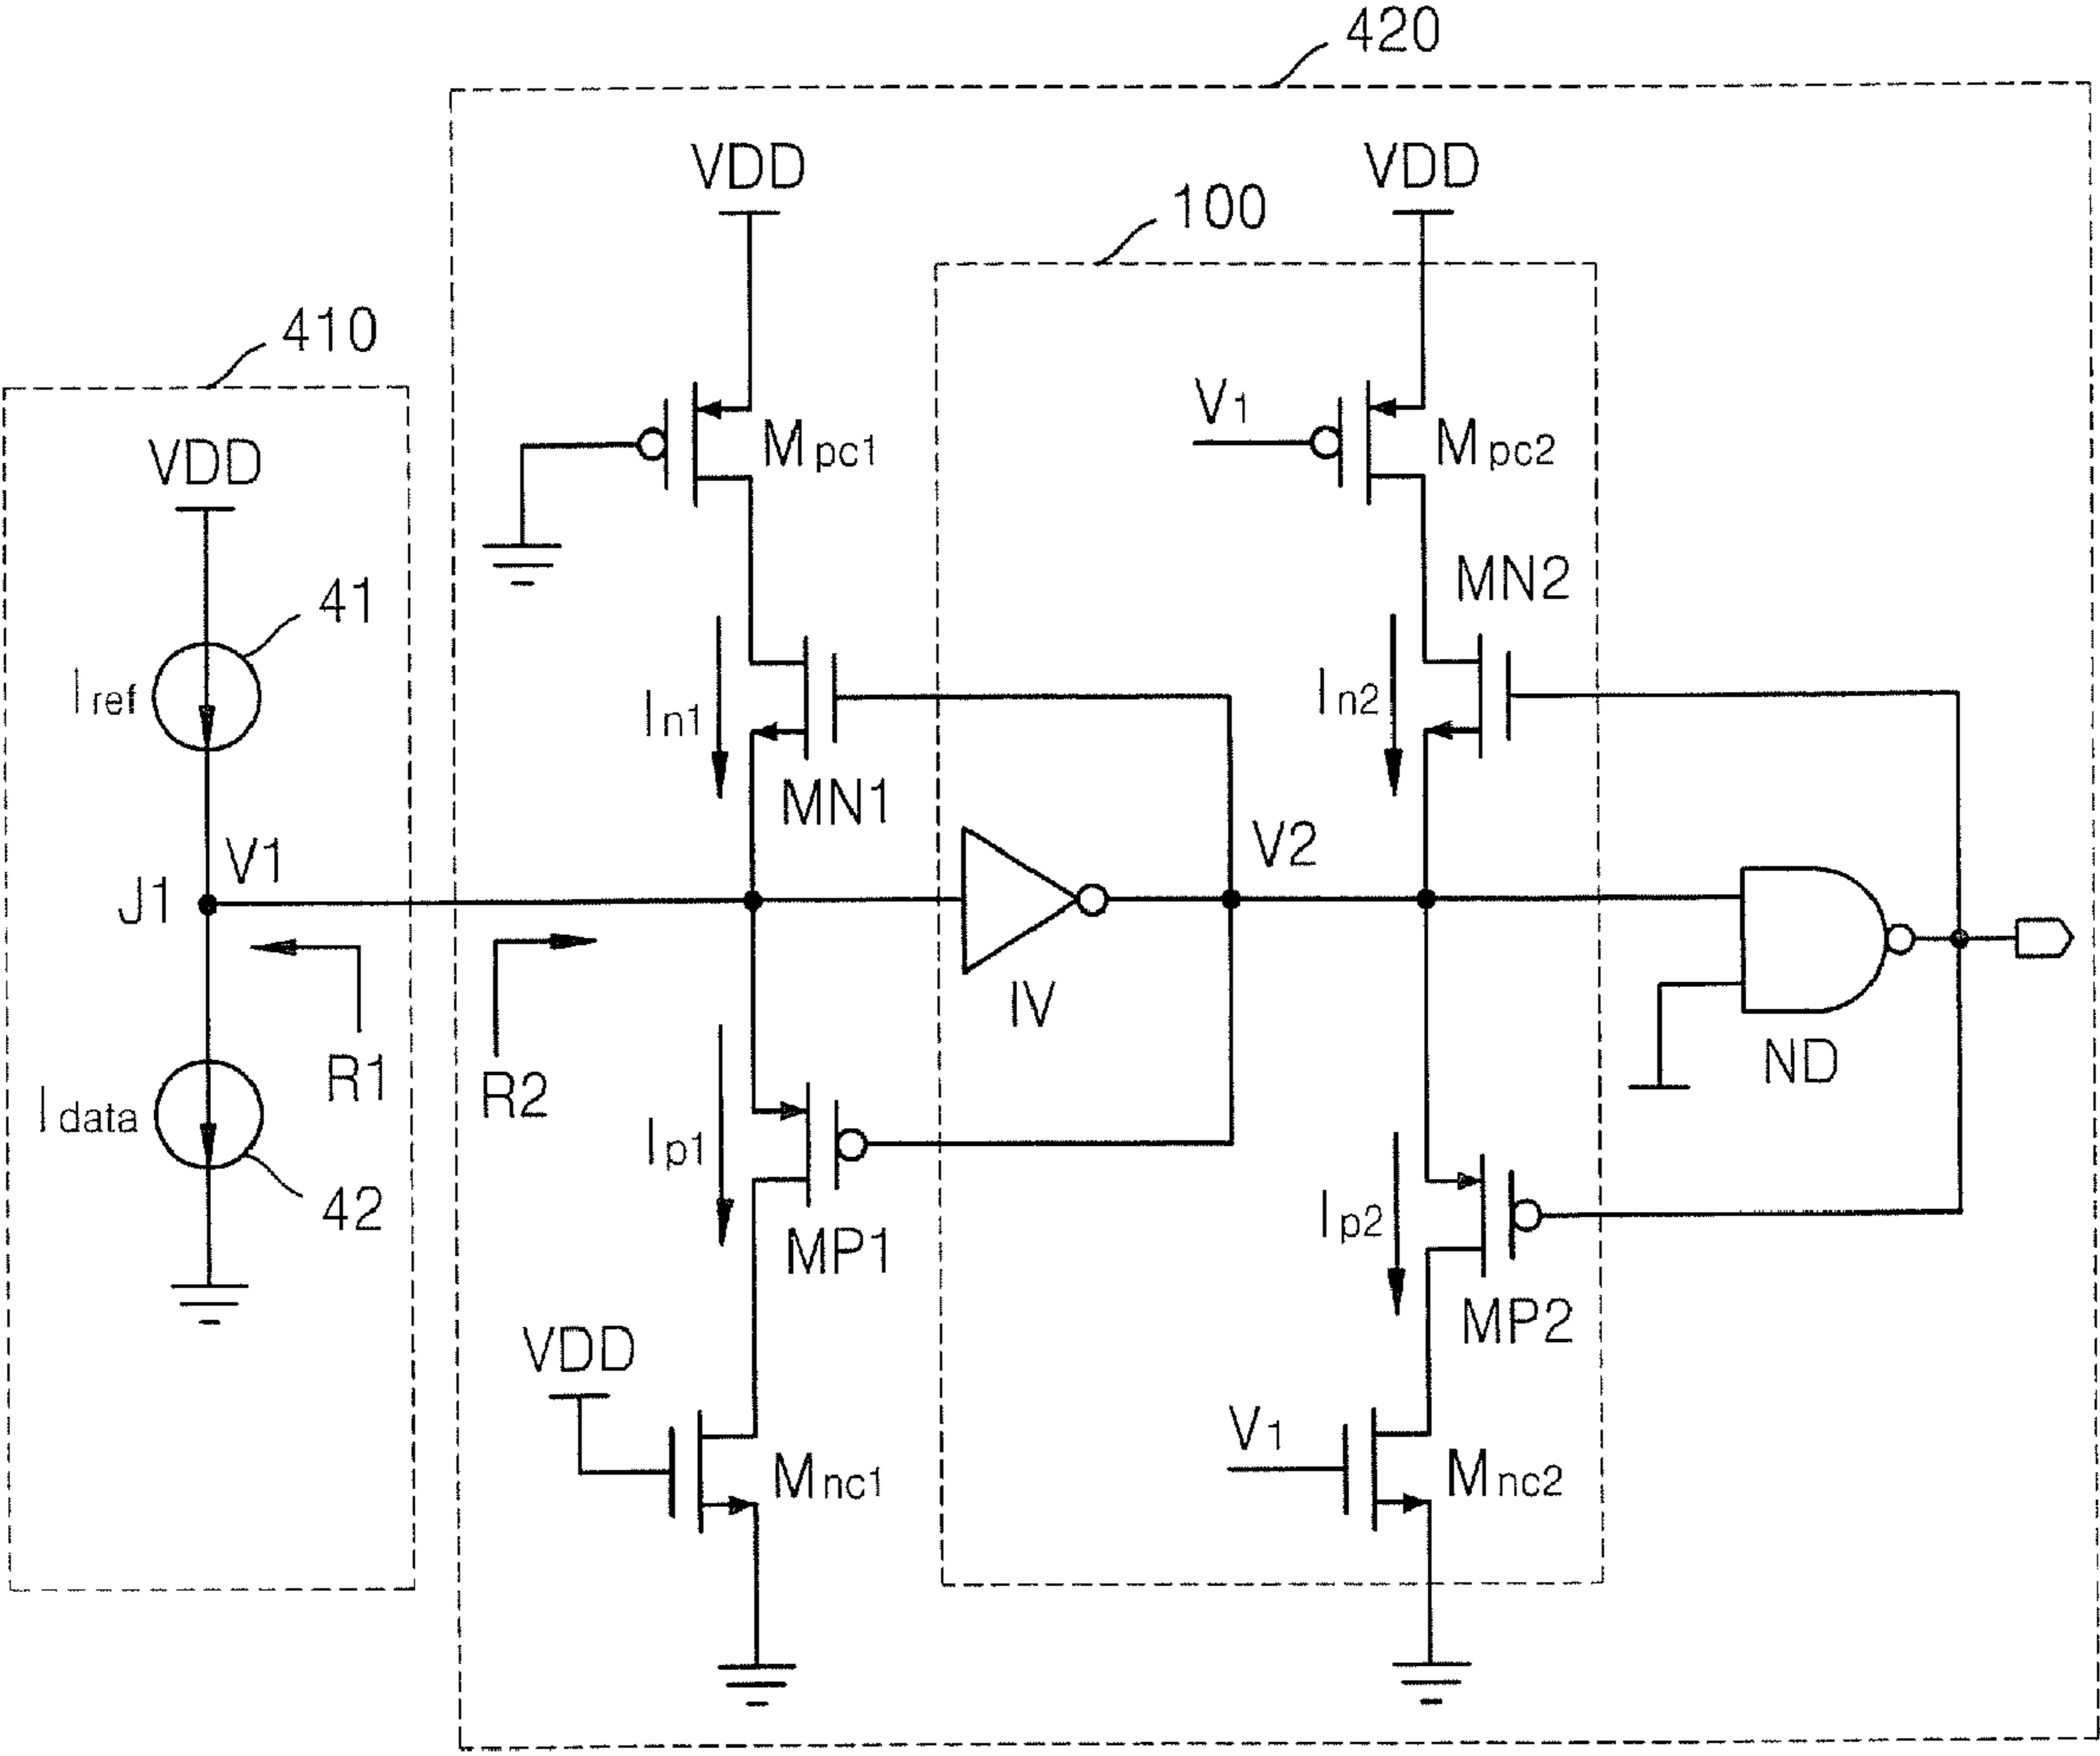 420
VDD
VDD
100
410
V1
Mpc1
Mpc2
VDD
MN2
41
Iref
In1
In2
MN1
V1
V2
J1
IV
R1
R2
ND
Idata
Ip1
Ip2
42
MP1
MP2
VDD
V1
Mnc1
Mnc2